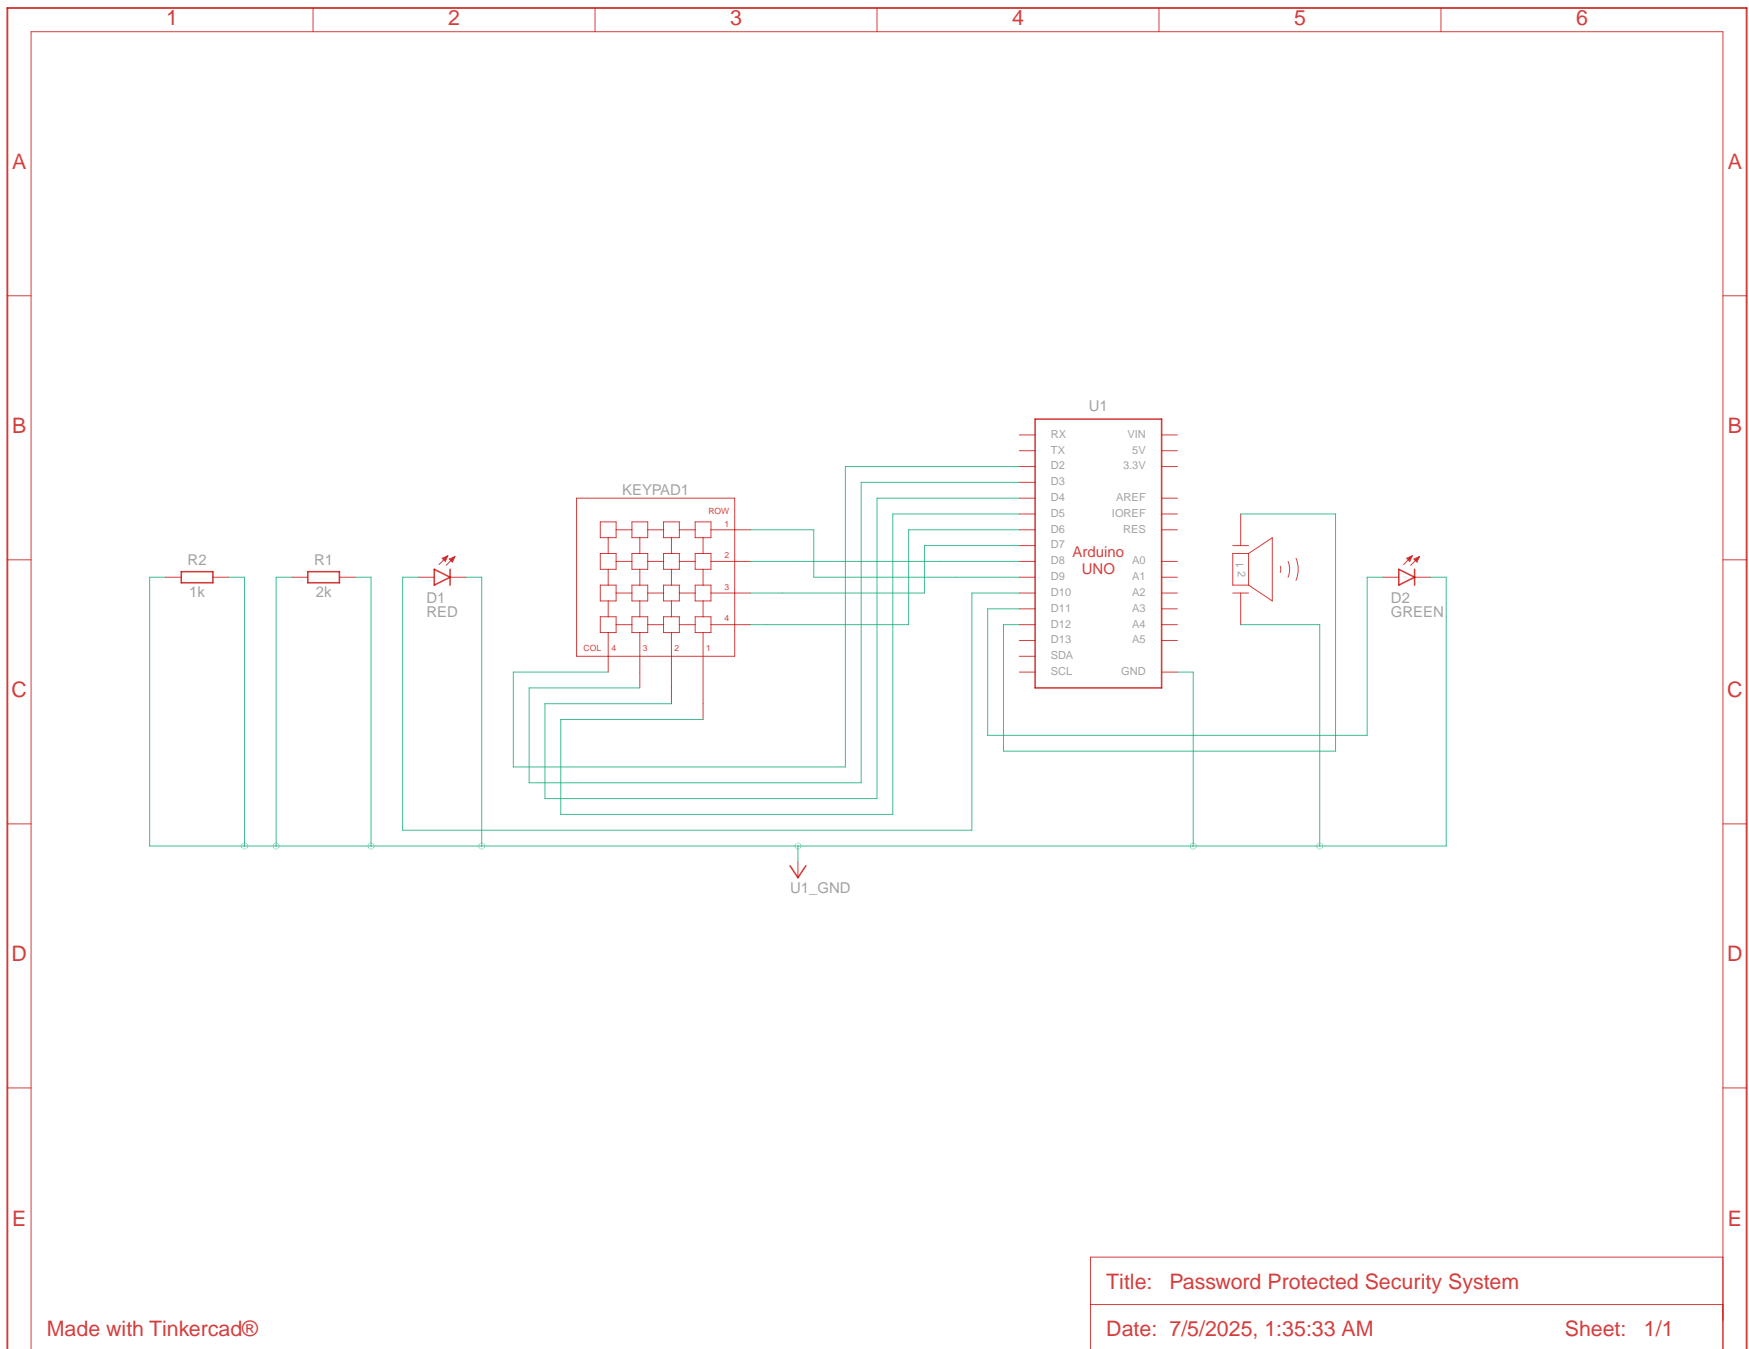 1 2 3 4 5 6
A A
U1
B B
RX VIN
TX 5V
D2 3.3V
D3
KEYPAD1
D4 AREF
ROW
D5 IOREF
1
D6 RES
D7
Arduino
2
R2 R1
D8 A0
UNO
D9 A1
1 2
1k 2k
3
D10 A2
D1 D2
RED GREEN
D11 A3
4
D12 A4
D13 A5
COL 4 3 2 1
SDA
SCL GND
C C
U1_GND
D D
E E
Title: Password Protected Security System
Made with Tinkercad®
Date: 7/5/2025, 1:35:33 AM Sheet: 1/1